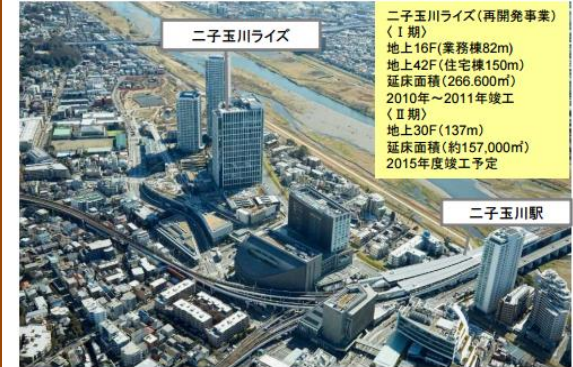 二子玉川ライズ
二子玉川ライズ(再開発事業)
〈Ⅰ期〉
地上16F(業務棟82m)
地上42F(住宅棟150m)
延床面積(266.600㎡)
2010年~2011年竣工
〈Ⅱ期〉
地上30F(137m)
延床面積(約157,000㎡)
2015年度竣工予定
二子玉川駅